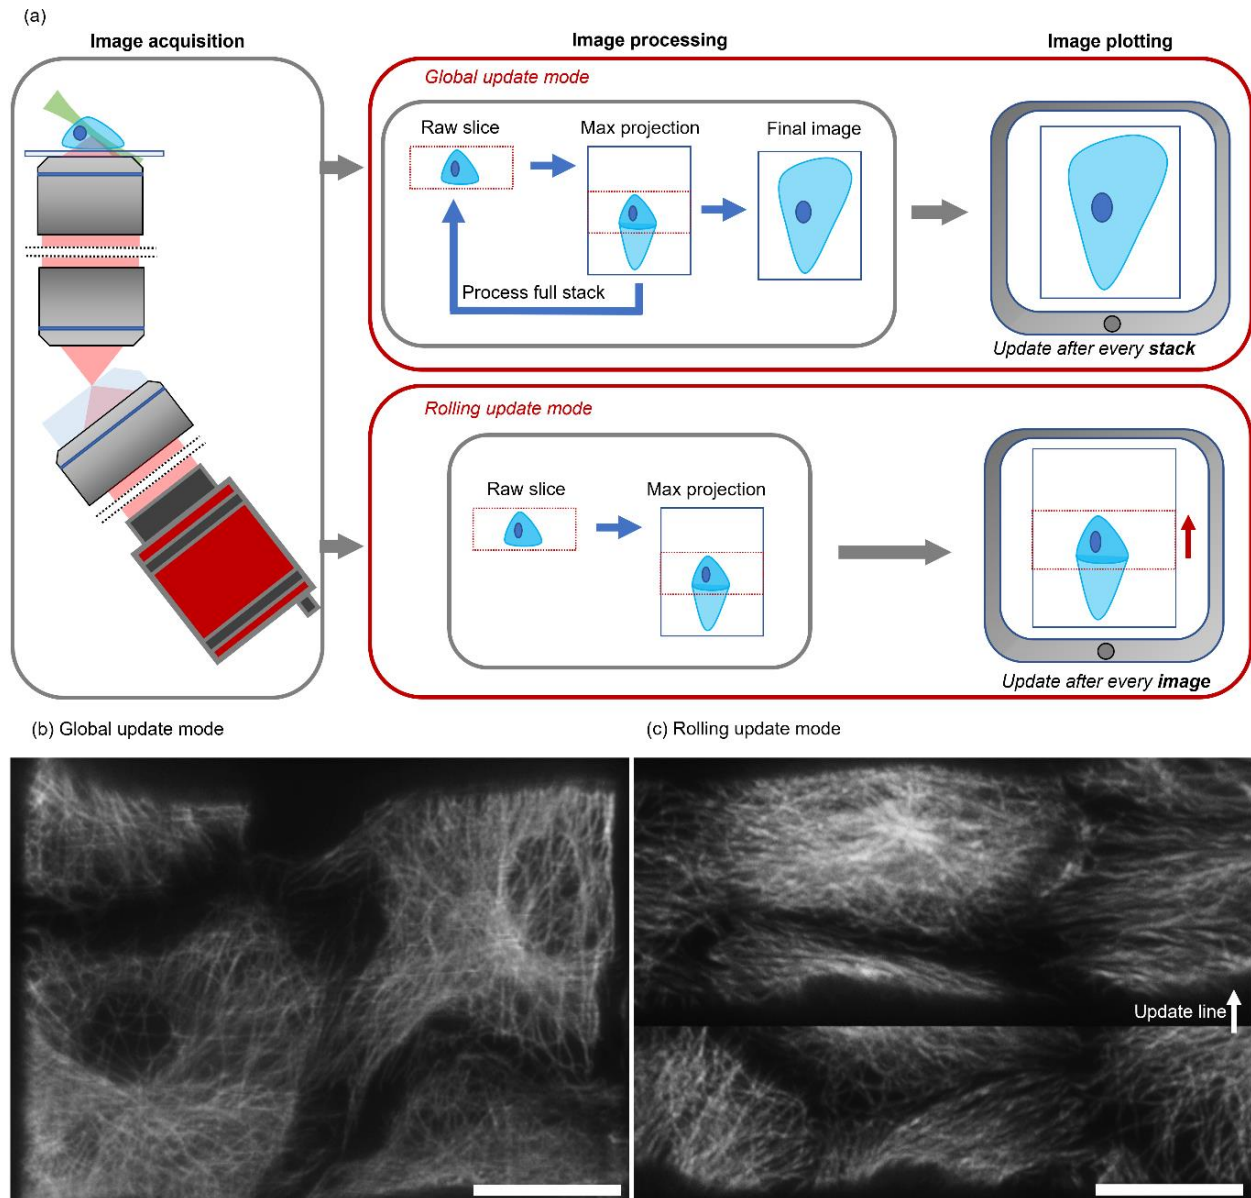 (a)
Image acquisition
Image processing
Image plotting
Global update mode
Raw slice
Max projection
Final image
Process full stack
Update after every stack
Rolling update mode
Raw slice
Max projection
Update after every image
(b) Global update mode
(c) Rolling update mode
Update line